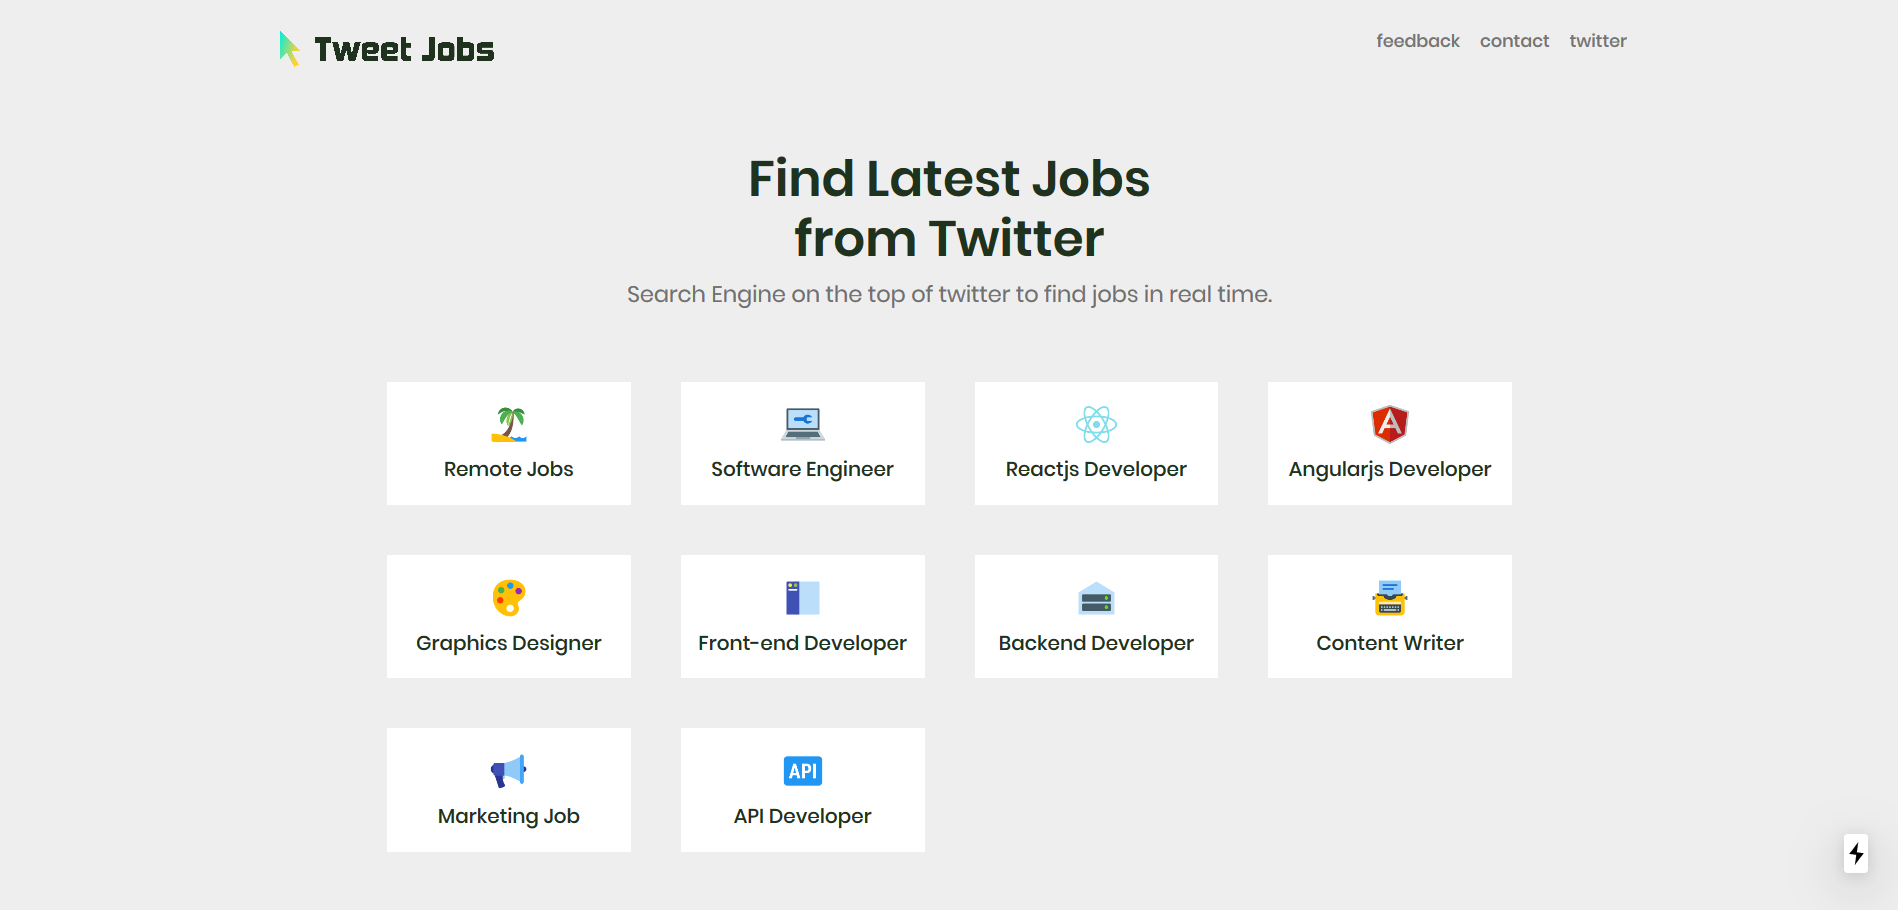 Tweet Jobs
feedback contact twitter
Find Latest Jobs
from Twitter
Search Engine on the top of twitter to find jobs in real time.
Remote Jobs
Software Engineer
Reactjs Developer
Angularjs Developer
Graphics Designer
Front-end Developer
Backend Developer
Content Writer
Marketing Job
API
API Developer